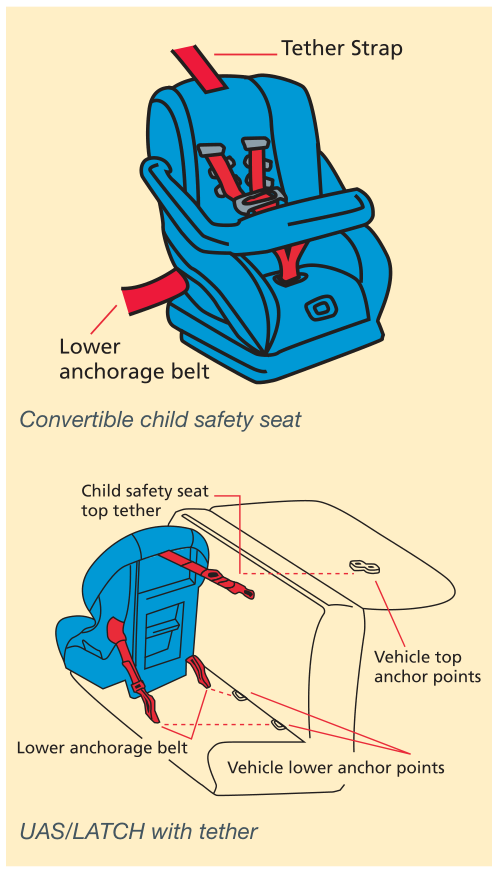 Tether Strap
Lower
anchorage belt
Convertible child safety seat
Child safety seat
top tether
Vehicle top
anchor points
Lower anchorage belt
Vehicle lower anchor points
UAS/LATCH with tether